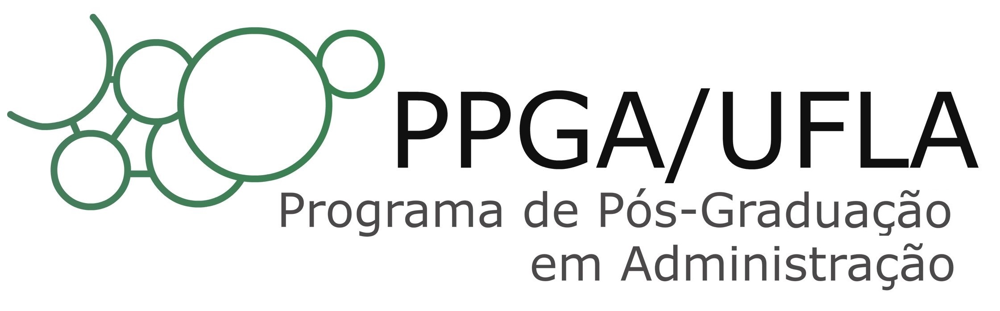 PPGA/UFLA
Programa de Pós-Graduação
em Administração